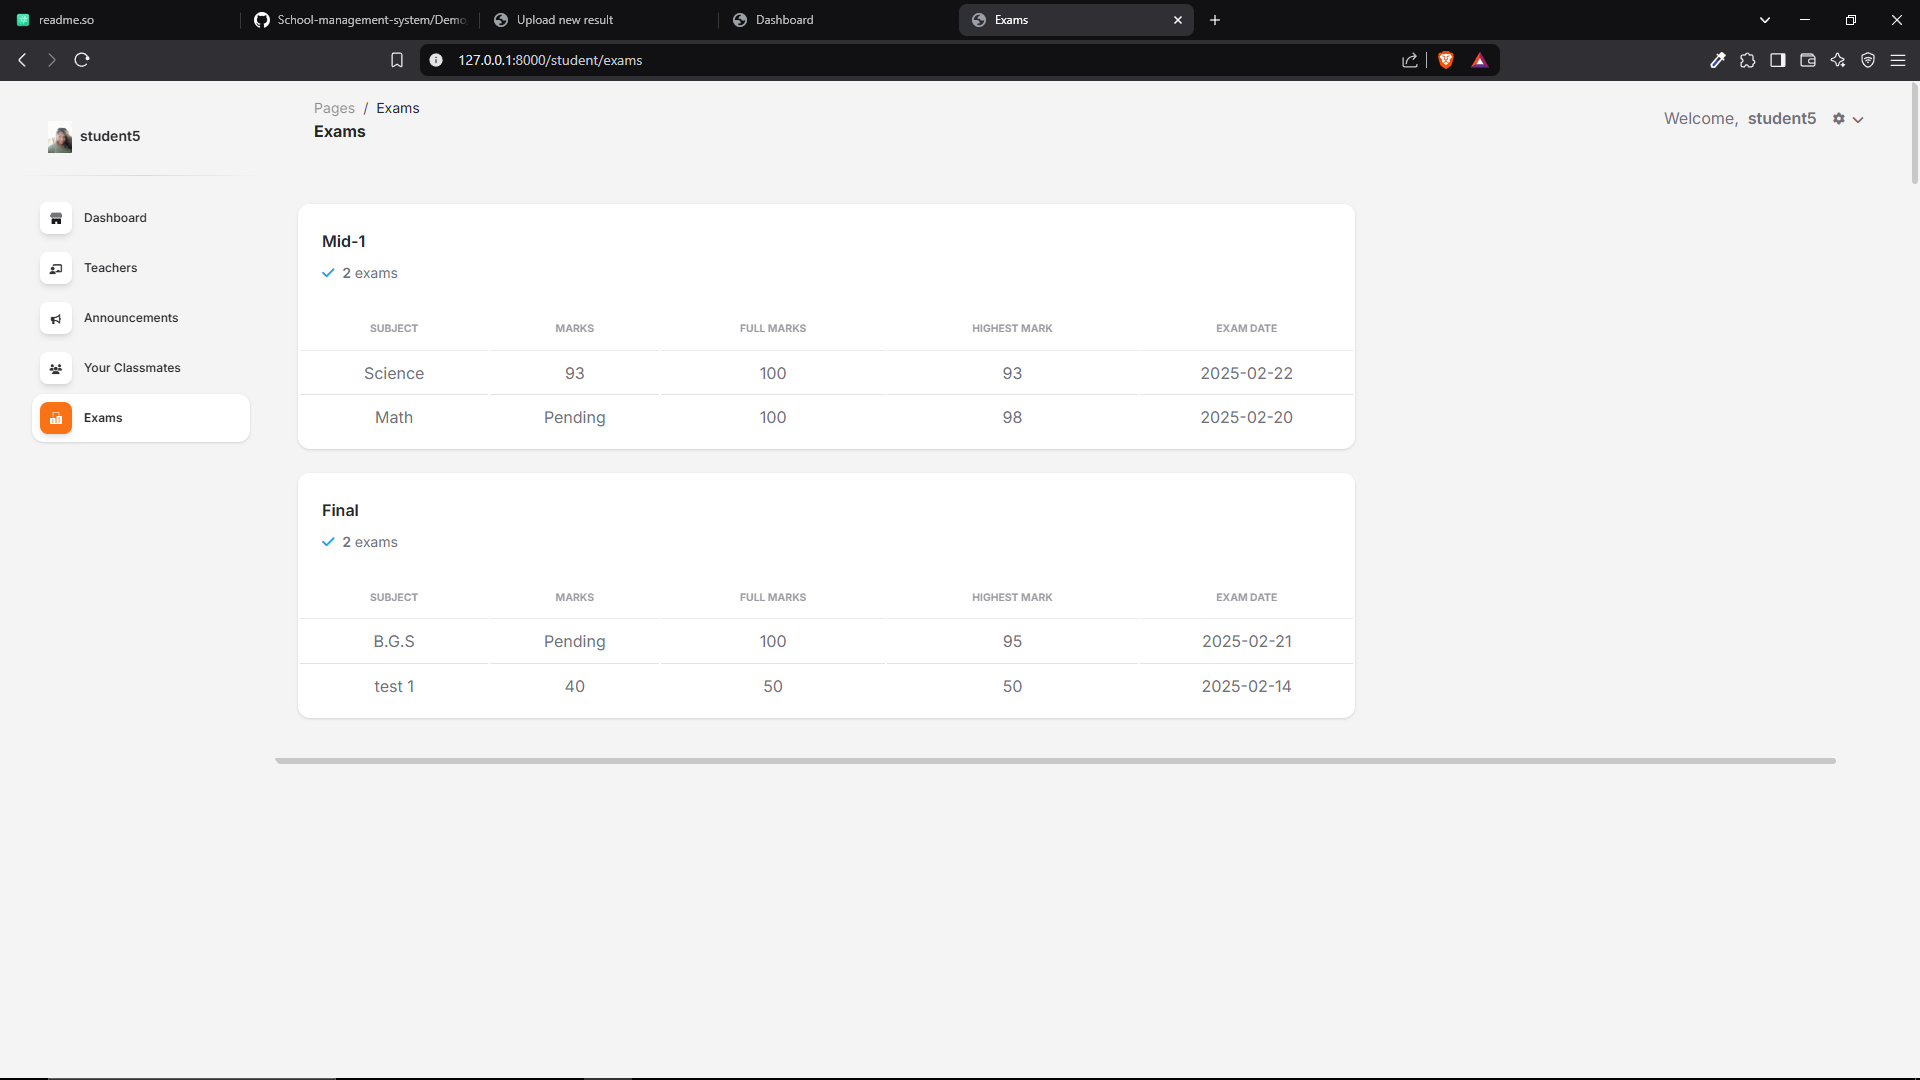 readme.so
School-management-system/Demo
Upload new result
Dashboard
Exams
127.0.0.1:8000/student/exams
student5
Pages / Exams
Exams
Welcome, student5
Dashboard
Teachers
Announcements
Your Classmates
Exams
Mid-1
2 exams
SUBJECT MARKS FULL MARKS HIGHEST MARK EXAM DATE
Science 93 100 93 2025-02-22
Math Pending 100 98 2025-02-20
Final
2 exams
SUBJECT MARKS FULL MARKS HIGHEST MARK EXAM DATE
B.G.S Pending 100 95 2025-02-21
test 1 40 50 50 2025-02-14